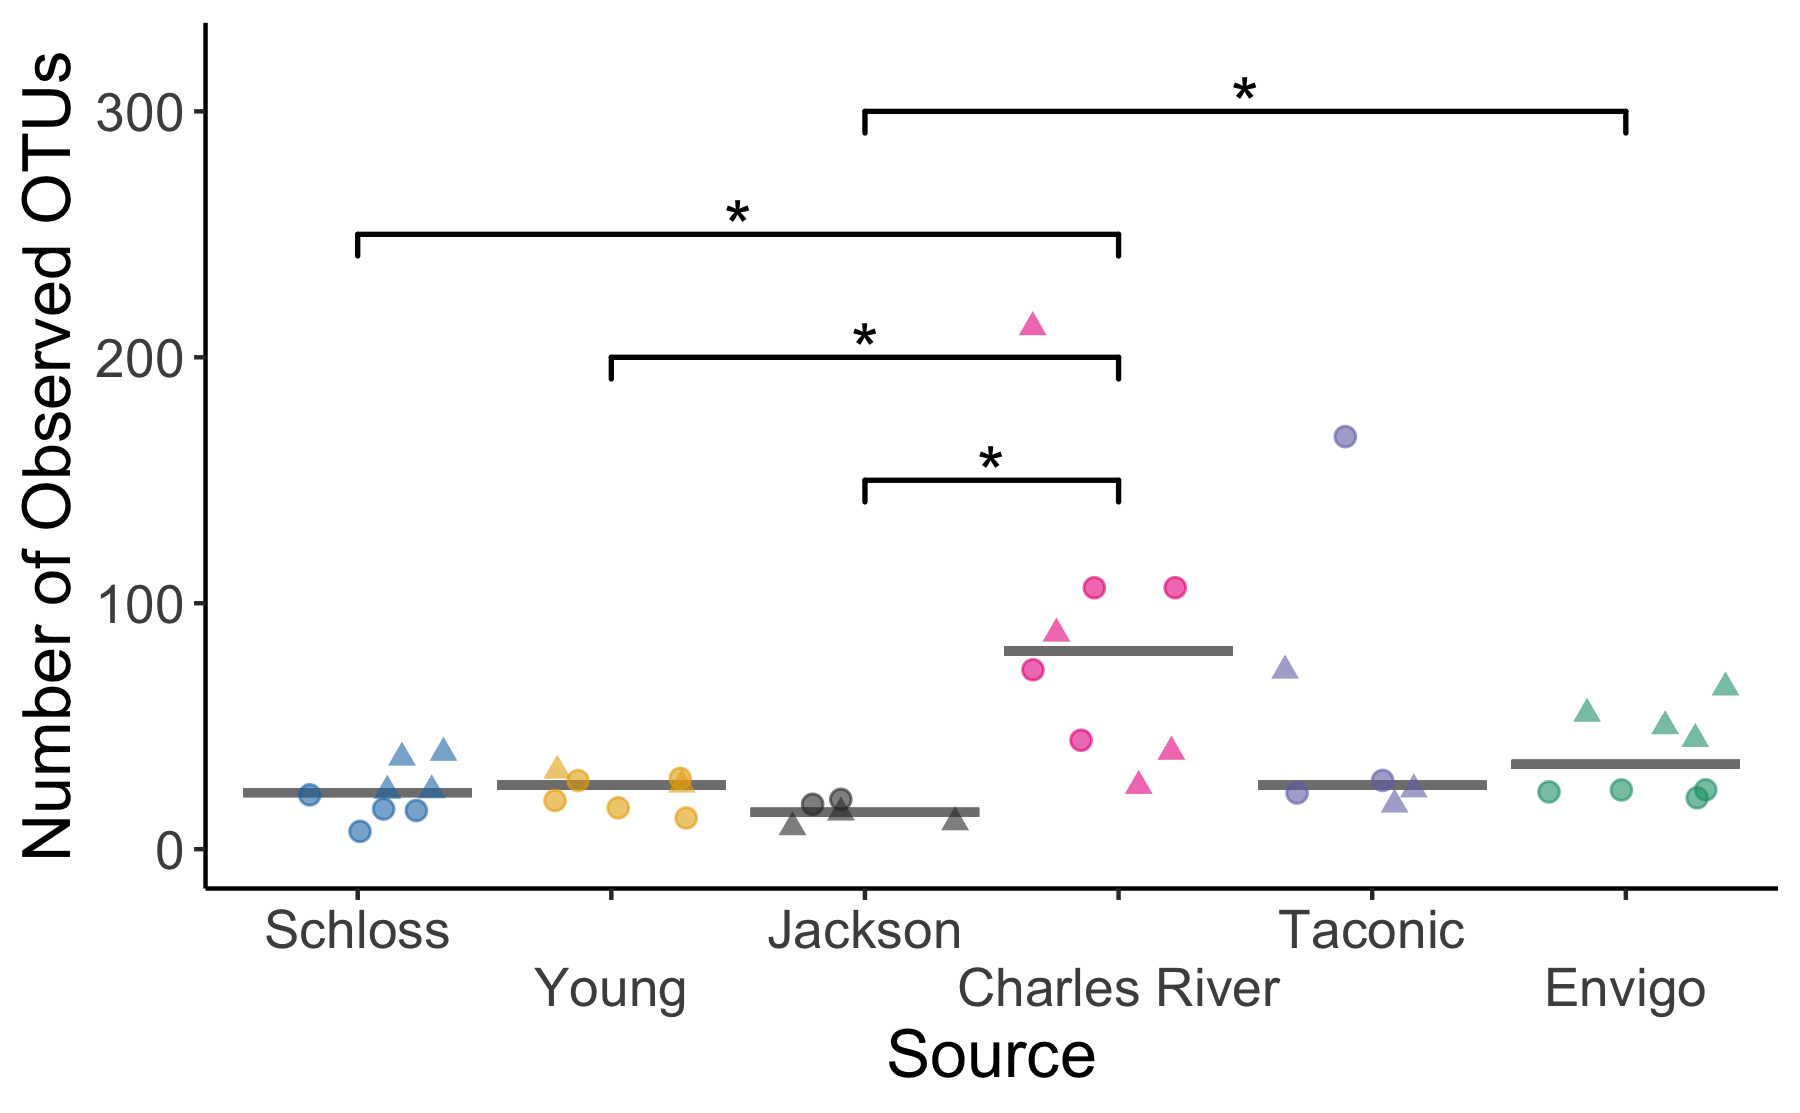 Number of Observed OTUs
300
200
100
0
*
*
*
*
Schloss
Jackson
Taconic
Young
Charles River
Envigo
Source